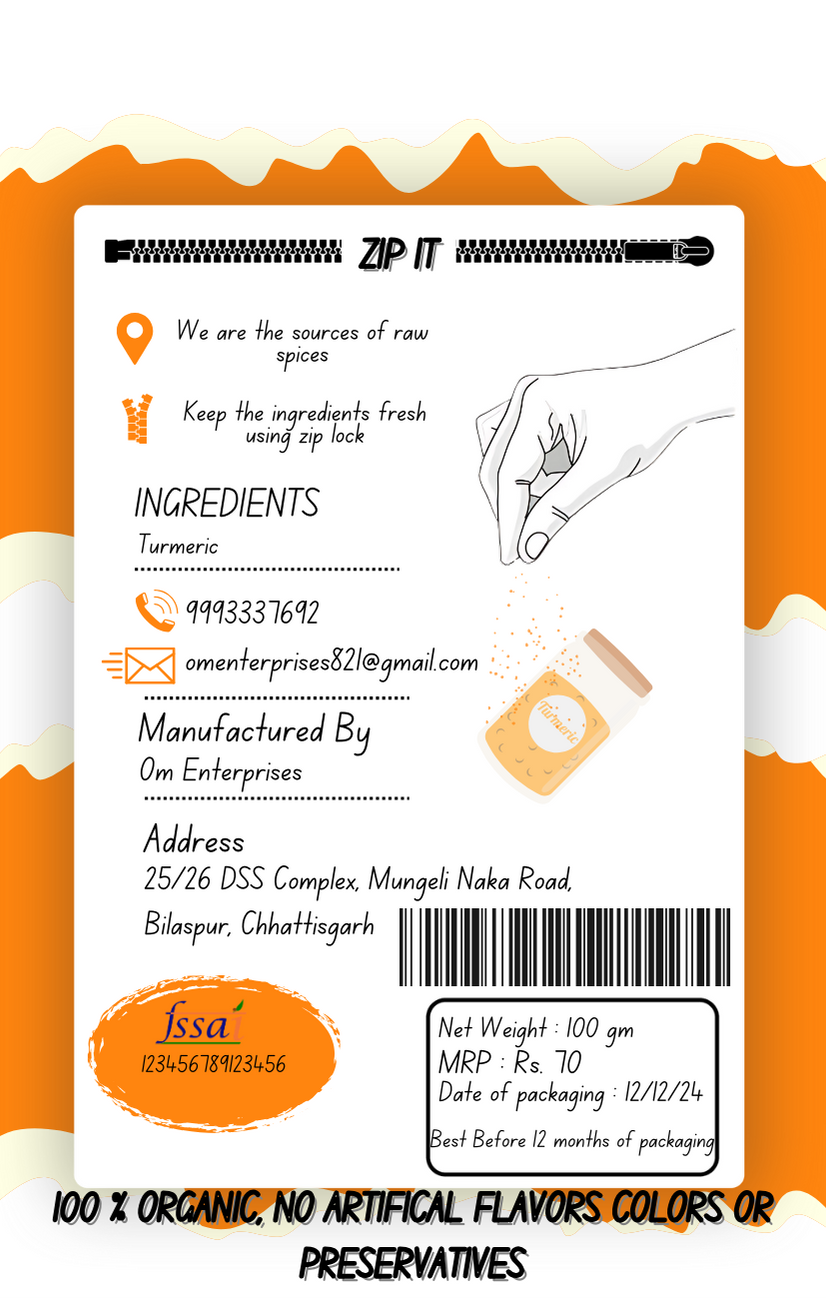 ZIP IT
We are the sources of raw
spices
Keep the ingredients fresh
using zip lock
INGREDIENTS
Turmeric
9993337692
omenterprises821@gmail.com
Turmeric
Manufactured By
Om Enterprises
Address
25/26 DSS Complex, Mungeli Naka Road,
Bilaspur, Chhattisgarh
fssai
123456789123456
Net Weight : 100 gm
MRP : Rs. 70
Date of packaging : 12/12/24
Best Before 12 months of packaging
100 % ORGANIC, NO ARTIFICAL FLAVORS COLORS OR
PRESERVATIVES